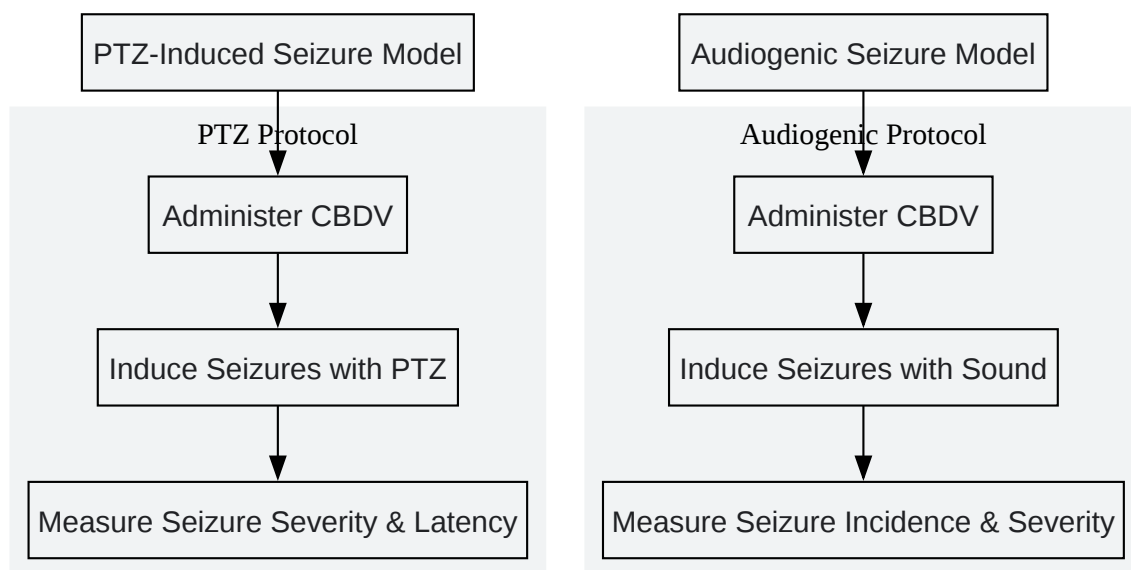 PTZ-Induced Seizure Model
PTZ Protocol
Administer CBDV
Induce Seizures with PTZ
Measure Seizure Severity & Latency
Audiogenic Seizure Model
Audiogenic Protocol
Administer CBDV
Induce Seizures with Sound
Measure Seizure Incidence & Severity